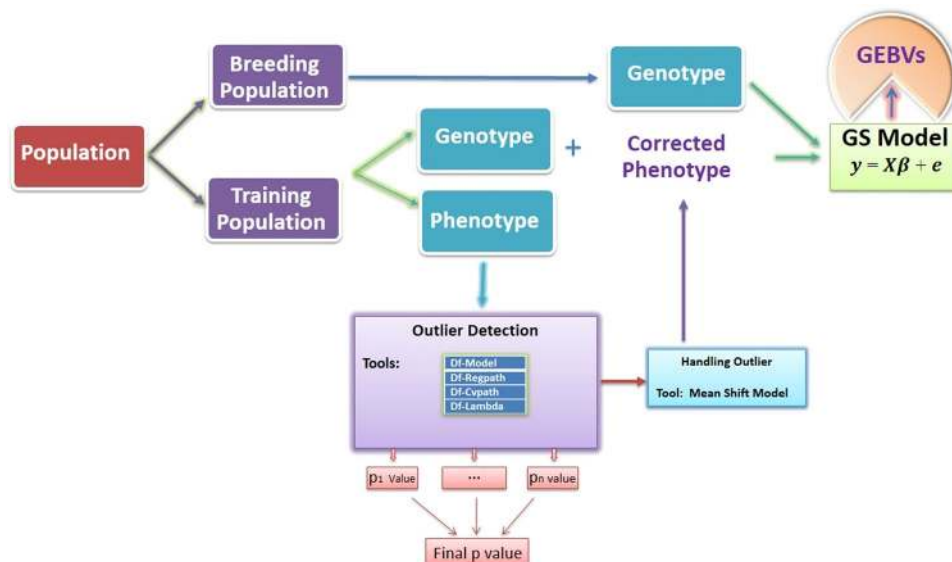 Breeding
Population
Genotype
GEBVs
Population
Genotype
+
Corrected
Phenotype
GS Model
y = Xβ + e
Training
Population
Phenotype
Outlier Detection
Tools:
Df-Model
Df-Regpath
Df-Cvpath
Df-Lambda
Handling Outlier
Tool: Mean Shift Model
p1 Value
...
pn value
Final p value